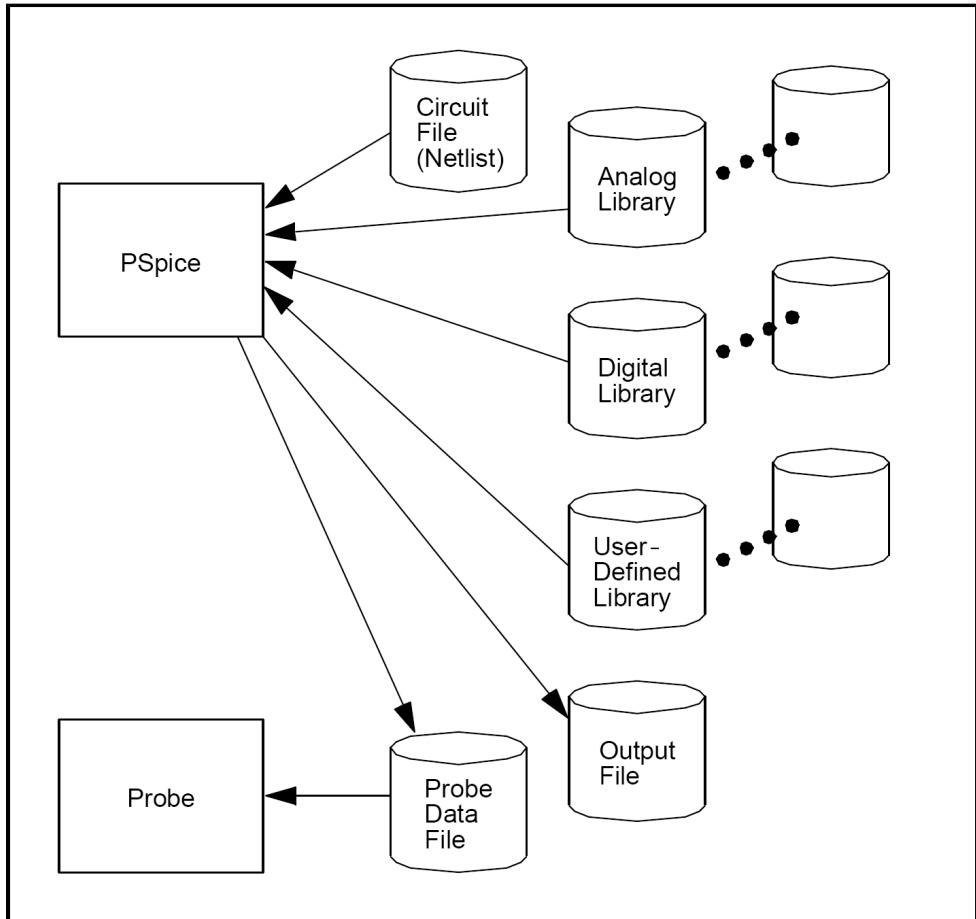 Circuit
File
(Netlist)
Analog
Library
PSpice
Digital
Library
User-
Defined
Library
Output
File
Probe
Probe
Data
File